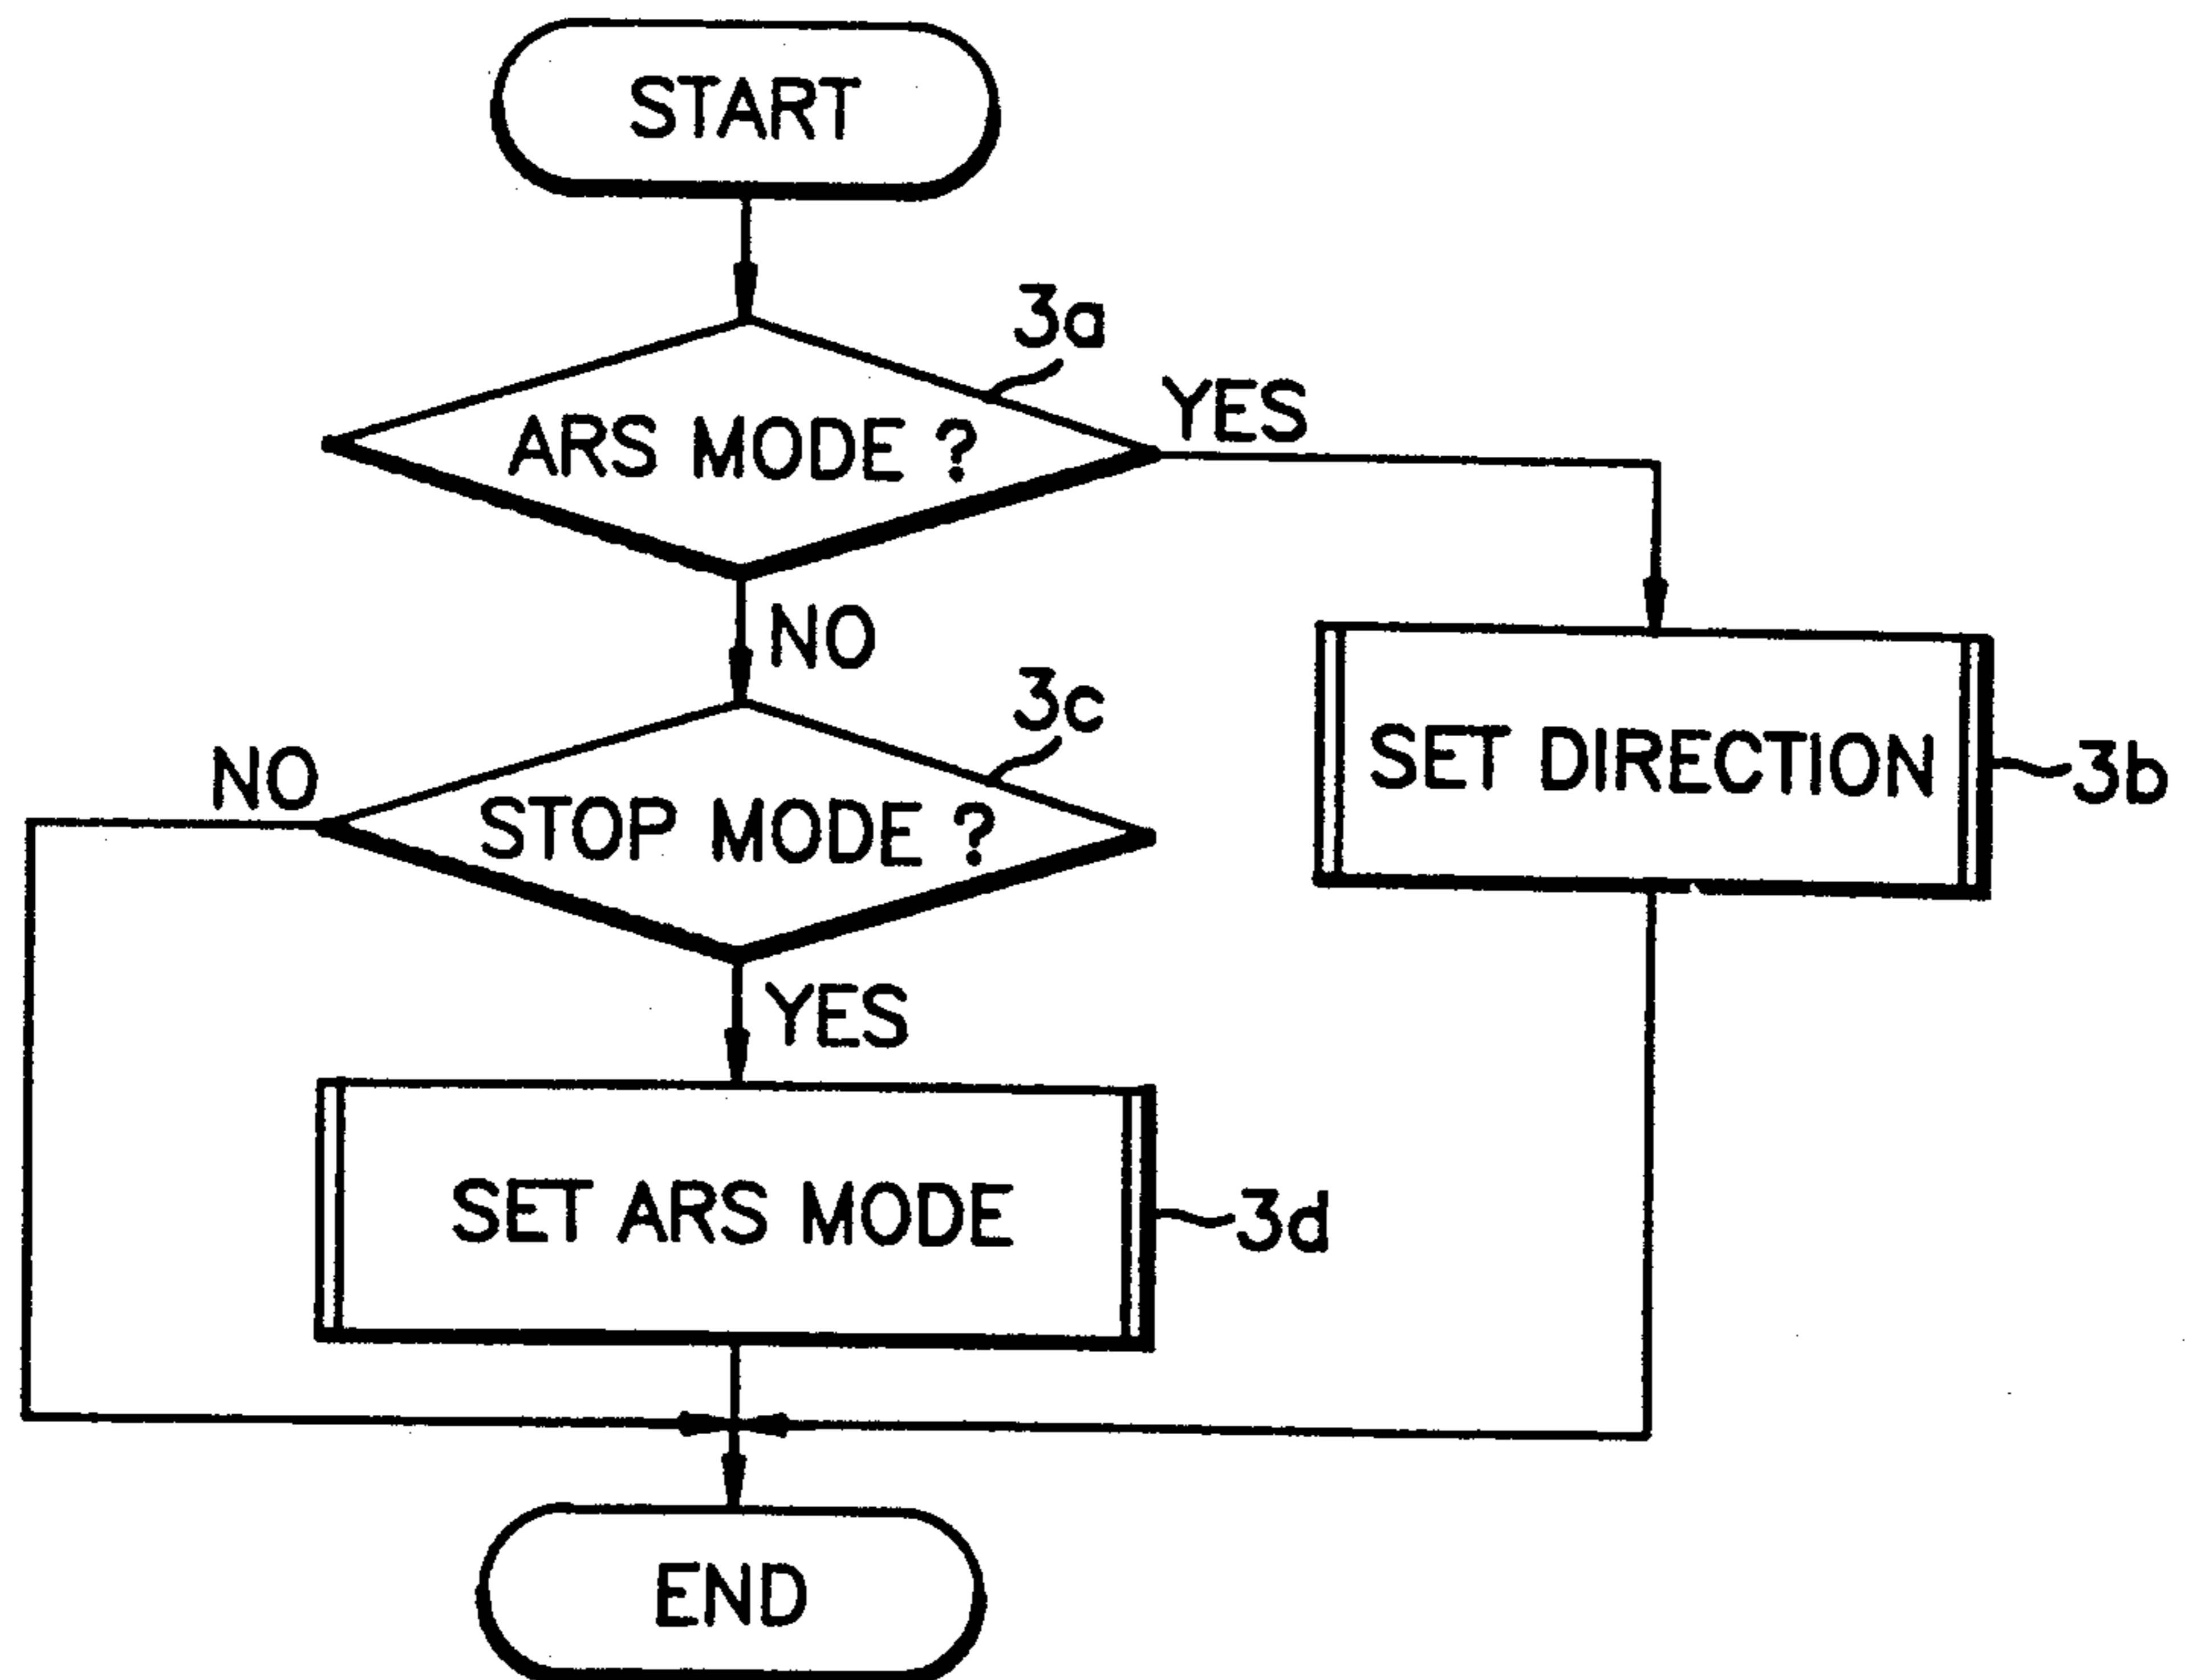 START
3a
ARS MODE ?
YES
NO
3c
NO
STOP MODE ?
SET DIRECTION
3b
YES
SET ARS MODE
3d
END